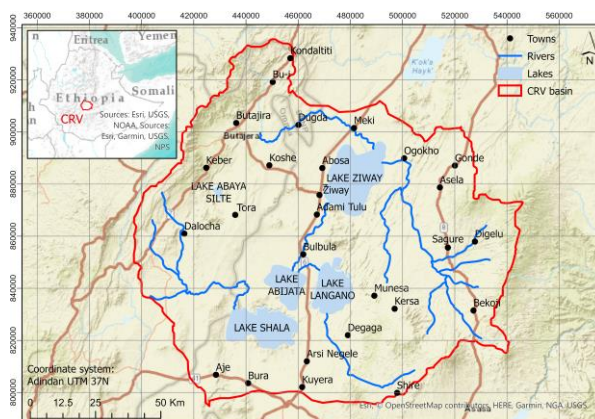 360000 380000 400000 420000 440000 460000 480000 500000 520000 540000 560000
940000
920000
900000
880000
860000
840000
820000
800000
Eritrea
Yemen
Ethiopia
Somali
CRV
Sources: Esri, USGS,
NOAA, Sources:
Esri, Garmin, USGS,
NPS
Towns
Rivers
Lakes
CRV basin
N
Kondaltiti
Bu-i
Koka
Hayk'
Butajira
Butajera
Dugda
Meki
Keber
Koshe
Abosa
Ogokho
Gonde
LAKE ZIWAY
Ziway
Asela
LAKE ABAYA
SILTE
Tora
Adami Tulu
Dalocha
Digelu
Sagure
Bulbula
LAKE
ABIJATA
LAKE
LANGANO
Munesa
Kersa
Bekoji
LAKE SHALA
Degaga
Arsi Negele
Aje
Bura
Kuyera
Shire
Coordinate system:
Adindan UTM 37N
0 12.5 25 50 Km
Esri, © OpenStreetMap contributors, HERE, Garmin, NGA, USGS